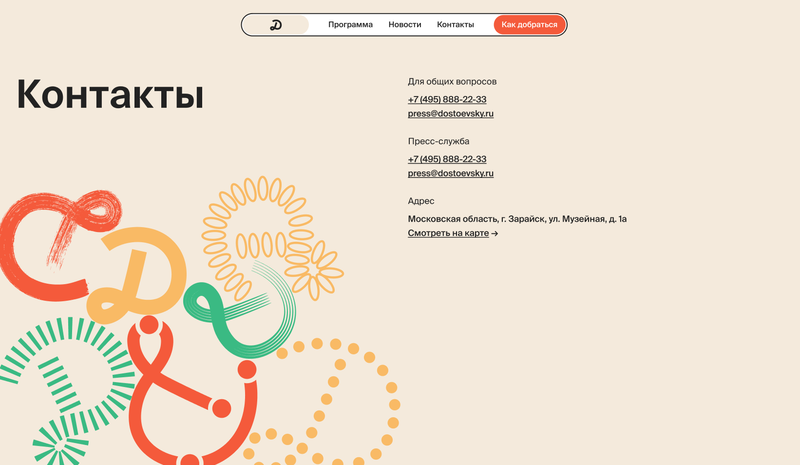 Программа Новости Контакты Как добраться
Контакты
Для общих вопросов
+7 (495) 888-22-33
press@dostoevsky.ru
Пресс-служба
+7 (495) 888-22-33
press@dostoevsky.ru
Адрес
Московская область, г. Зарайск, ул. Музейная, д. 1а
Смотреть на карте →